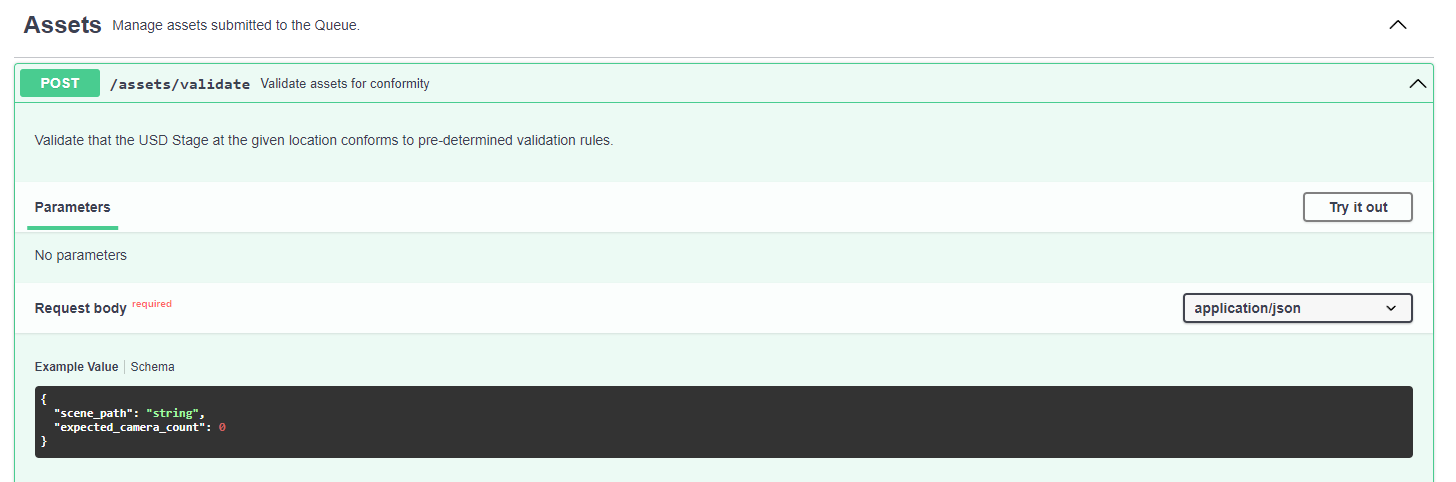 Assets Manage assets submitted to the Queue.
POST /assets/validate Validate assets for conformity
Validate that the USD Stage at the given location conforms to pre-determined validation rules.
Parameters Try it out
No parameters
Request body required application/json
Example Value Schema
{
"scene_path": "string",
"expected_camera_count": 0
}